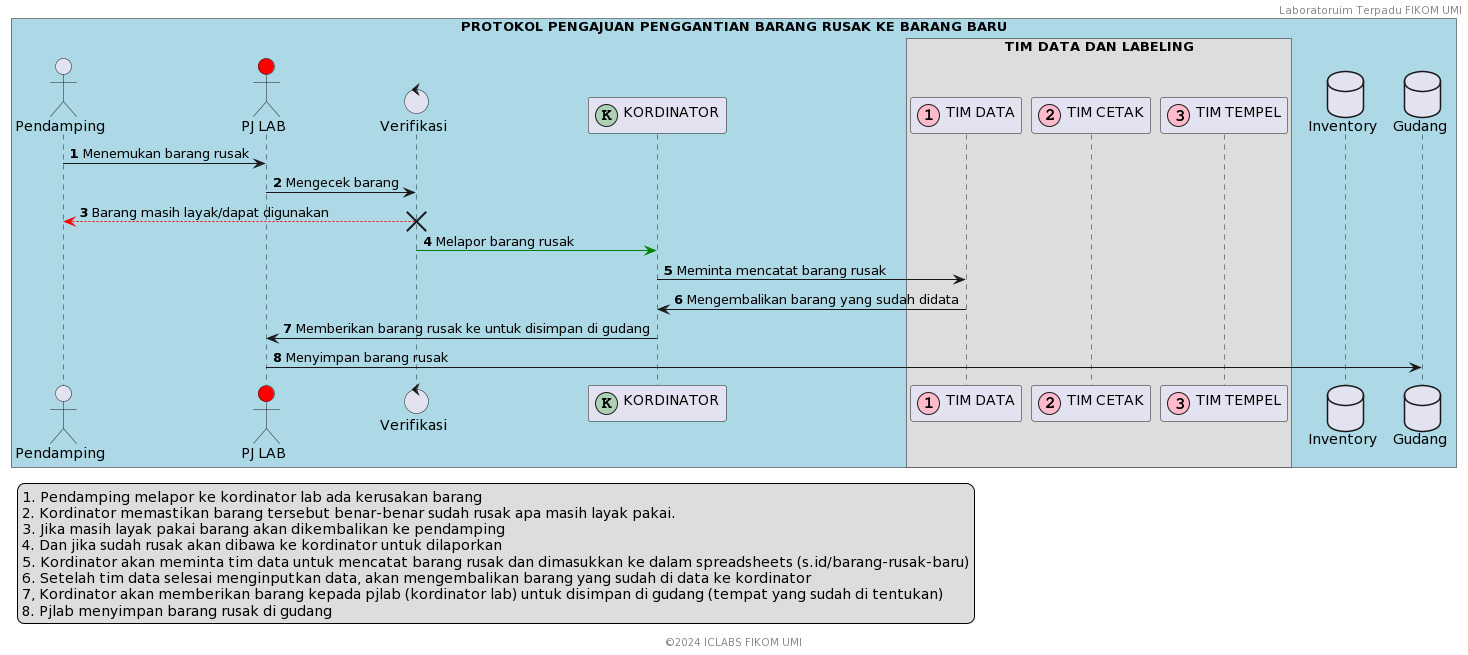 Laboratoruim Terpadu FIKOM UMI
PROTOKOL PENGAJUAN PENGGANTIAN BARANG RUSAK KE BARANG BARU
TIM DATA DAN LABELING
Pendamping
PJ LAB
Verifikasi
K KORDINATOR
1 TIM DATA
2 TIM CETAK
3 TIM TEMPEL
Inventory
Gudang
1 Menemukan barang rusak
2 Mengecek barang
3 Barang masih layak/dapat digunakan
4 Melapor barang rusak
5 Meminta mencatat barang rusak
6 Mengembalikan barang yang sudah didata
7 Memberikan barang rusak ke untuk disimpan di gudang
8 Menyimpan barang rusak
Pendamping
PJ LAB
Verifikasi
K KORDINATOR
1 TIM DATA
2 TIM CETAK
3 TIM TEMPEL
Inventory
Gudang
1. Pendamping melapor ke kordinator lab ada kerusakan barang
2. Kordinator memastikan barang tersebut benar-benar sudah rusak apa masih layak pakai.
3. Jika masih layak pakai barang akan dikembalikan ke pendamping
4. Dan jika sudah rusak akan dibawa ke kordinator untuk dilaporkan
5. Kordinator akan meminta tim data untuk mencatat barang rusak dan dimasukkan ke dalam spreadsheets (s.id/barang-rusak-baru)
6. Setelah tim data selesai menginputkan data, akan mengembalikan barang yang sudah di data ke kordinator
7, Kordinator akan memberikan barang kepada pjlab (kordinator lab) untuk disimpan di gudang (tempat yang sudah di tentukan)
8. Pjlab menyimpan barang rusak di gudang
©2024 ICLABS FIKOM UMI